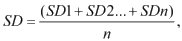 SD = (SD1 + SD2... + SDn) / n,